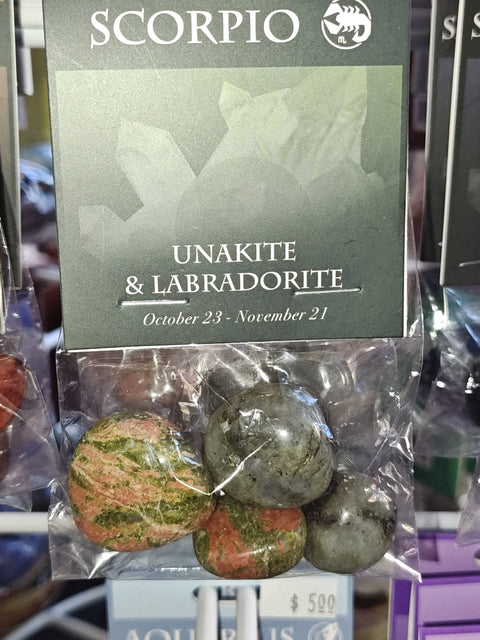 SCORPIO
♏
UNAKITE
& LABRADORITE
October 23 - November 21
$ 5.00
AQUARIUS